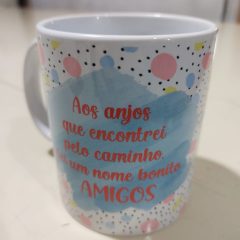 Aos anjos
que encontrei
pelo caminho.
um nome bonito
AMIGOS